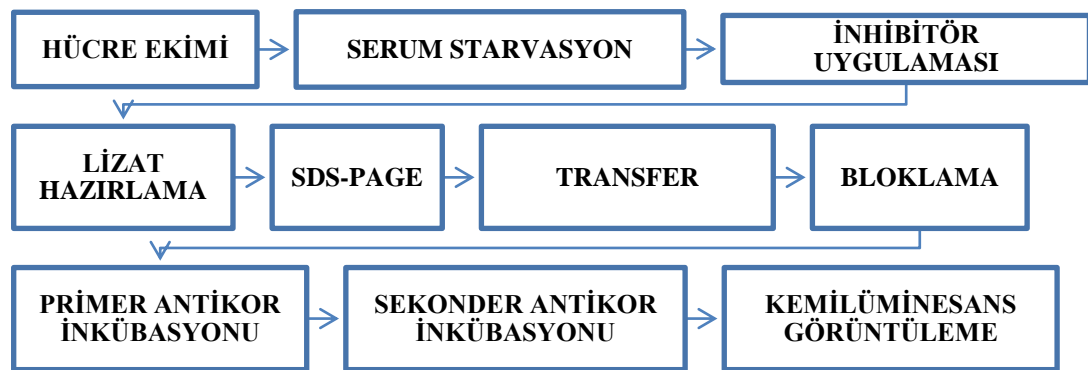 HÜCRE EKİMİ
SERUM STARVASYON
İNHİBİTÖR
UYGULAMASI
LİZAT
HAZIRLAMA
SDS-PAGE
TRANSFER
BLOKLAMA
PRİMER ANTİKOR
İNKÜBASYONU
SEKONDER ANTİKOR
İNKÜBASYONU
KEMİLÜMİNESANS
GÖRÜNTÜLEME